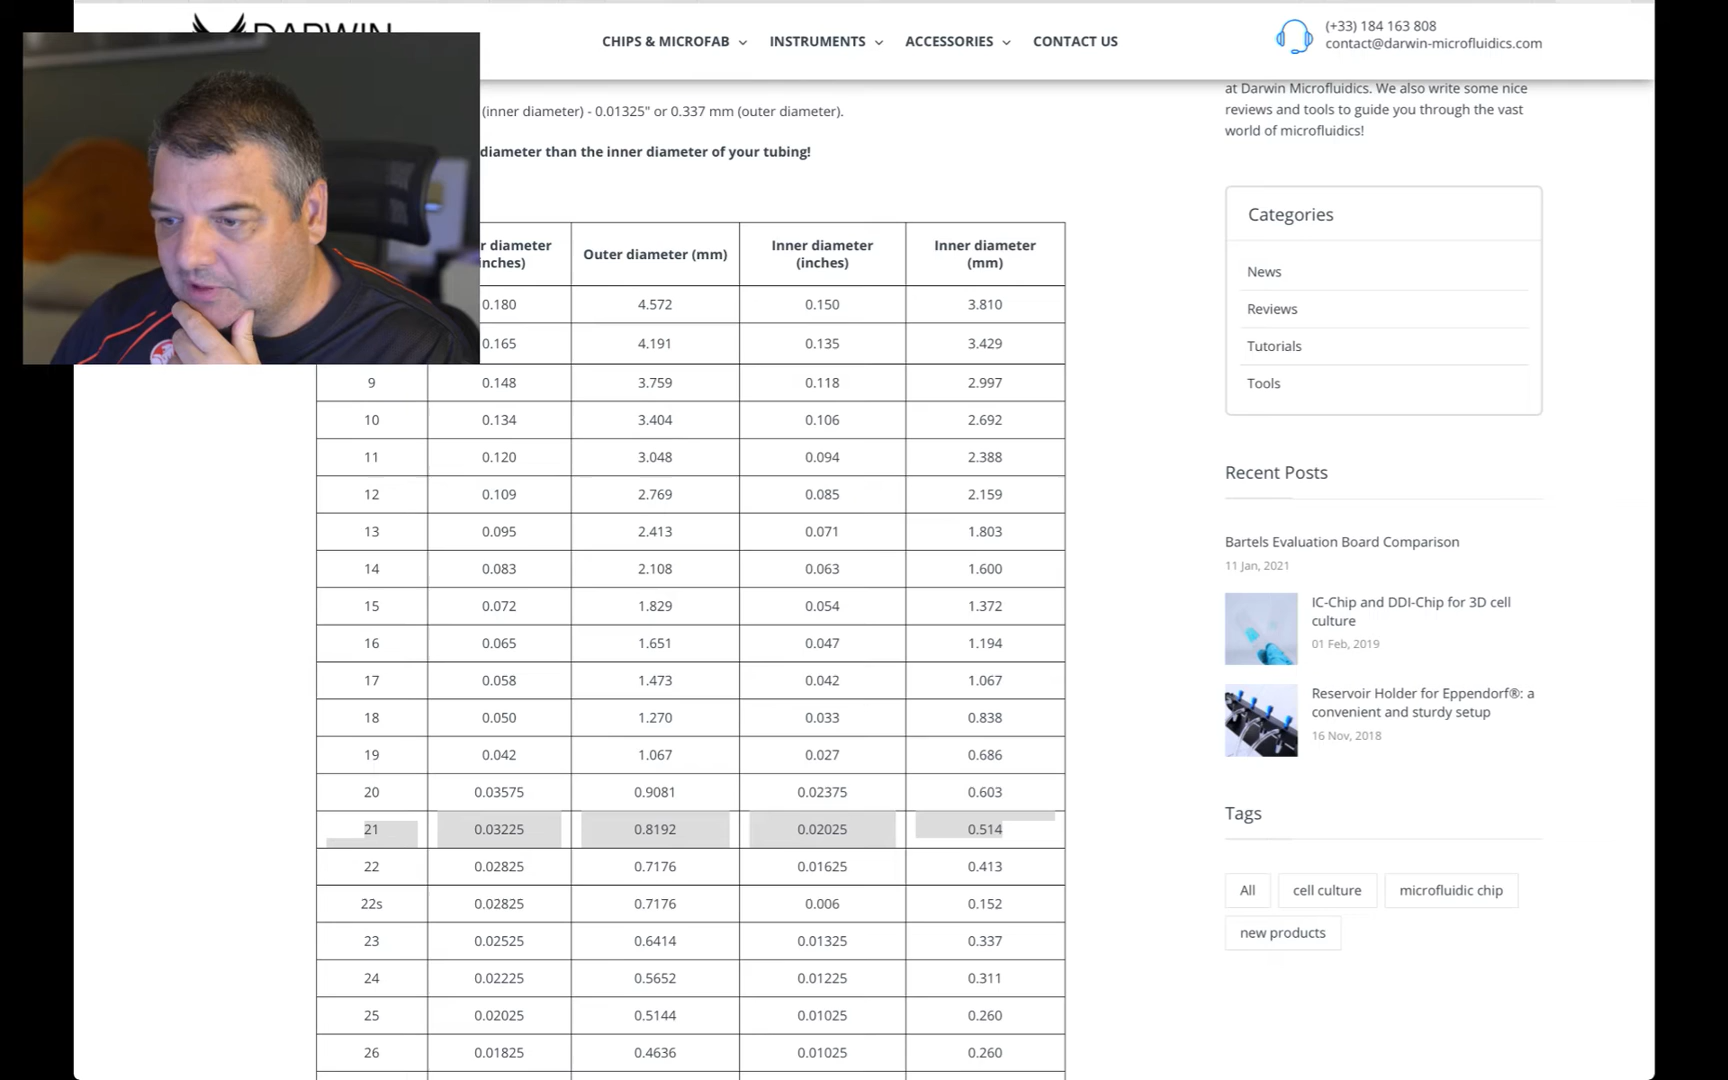 DARWIN
CHIPS & MICROFAB
INSTRUMENTS
ACCESSORIES
CONTACT US
(+33) 184 163 808
contact@darwin-microfluidics.com
(inner diameter) - 0.01325" or 0.337 mm (outer diameter).
diameter than the inner diameter of your tubing!
r diameter inches) Outer diameter (mm) Inner diameter (inches) Inner diameter (mm)
0.180 4.572 0.150 3.810
0.165 4.191 0.135 3.429
9 0.148 3.759 0.118 2.997
10 0.134 3.404 0.106 2.692
11 0.120 3.048 0.094 2.388
12 0.109 2.769 0.085 2.159
13 0.095 2.413 0.071 1.803
14 0.083 2.108 0.063 1.600
15 0.072 1.829 0.054 1.372
16 0.065 1.651 0.047 1.194
17 0.058 1.473 0.042 1.067
18 0.050 1.270 0.033 0.838
19 0.042 1.067 0.027 0.686
20 0.03575 0.9081 0.02375 0.603
21 0.03225 0.8192 0.02025 0.514
22 0.02825 0.7176 0.01625 0.413
22s 0.02825 0.7176 0.006 0.152
23 0.02525 0.6414 0.01325 0.337
24 0.02225 0.5652 0.01225 0.311
25 0.02025 0.5144 0.01025 0.260
26 0.01825 0.4636 0.01025 0.260
at Darwin Microfluidics. We also write some nice
reviews and tools to guide you through the vast
world of microfluidics!
Categories
News
Reviews
Tutorials
Tools
Recent Posts
Bartels Evaluation Board Comparison
11 Jan, 2021
IC-Chip and DDI-Chip for 3D cell
culture
01 Feb, 2019
Reservoir Holder for Eppendorf®: a
convenient and sturdy setup
16 Nov, 2018
Tags
All
cell culture
microfluidic chip
new products